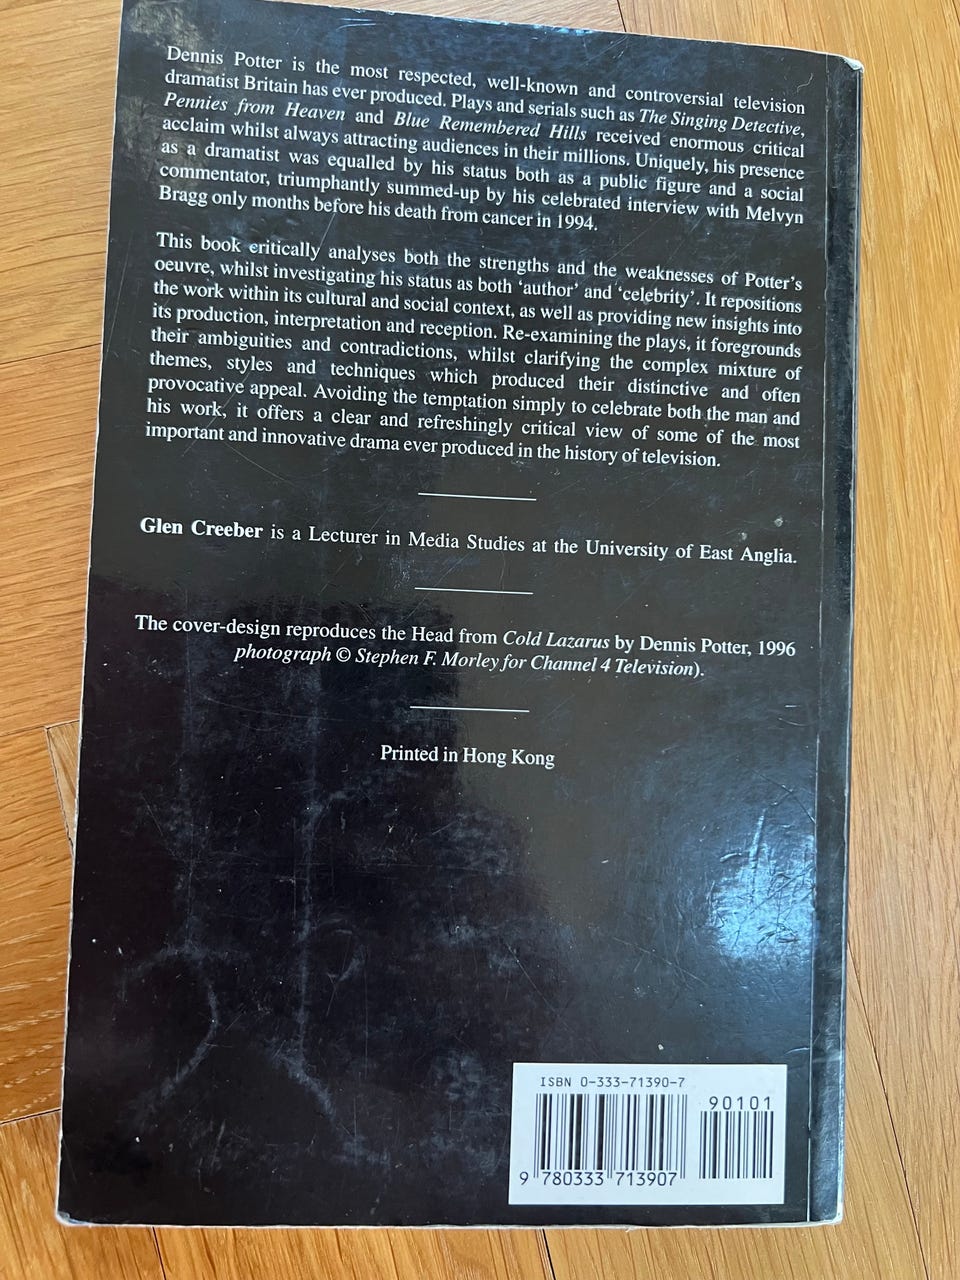 Dennis Potter is the most respected, well-known and controversial television
dramatist Britain has ever produced. Plays and serials such as The Singing Detective,
Pennies from Heaven and Blue Remembered Hills received enormous critical
acclaim whilst always attracting audiences in their millions. Uniquely, his presence
as a dramatist was equalled by his status both as a public figure and a social
commentator, triumphantly summed-up by his celebrated interview with Melvyn
Bragg only months before his death from cancer in 1994.
This book critically analyses both the strengths and the weaknesses of Potter's
oeuvre, whilst investigating his status as both 'author' and 'celebrity'. It repositions
the work within its cultural and social context, as well as providing new insights into
its production, interpretation and reception. Re-examining the plays, it foregrounds
their ambiguities and contradictions, whilst clarifying the complex mixture of
themes, styles and techniques which produced their distinctive and often
provocative appeal. Avoiding the temptation simply to celebrate both the man and
his work, it offers a clear and refreshingly critical view of some of the most
important and innovative drama ever produced in the history of television.
Glen Creeber is a Lecturer in Media Studies at the University of East Anglia.
The cover-design reproduces the Head from Cold Lazarus by Dennis Potter, 1996
photograph © Stephen F. Morley for Channel 4 Television).
Printed in Hong Kong
ISBN 0-333-71390-7
90101
9 780333 713907